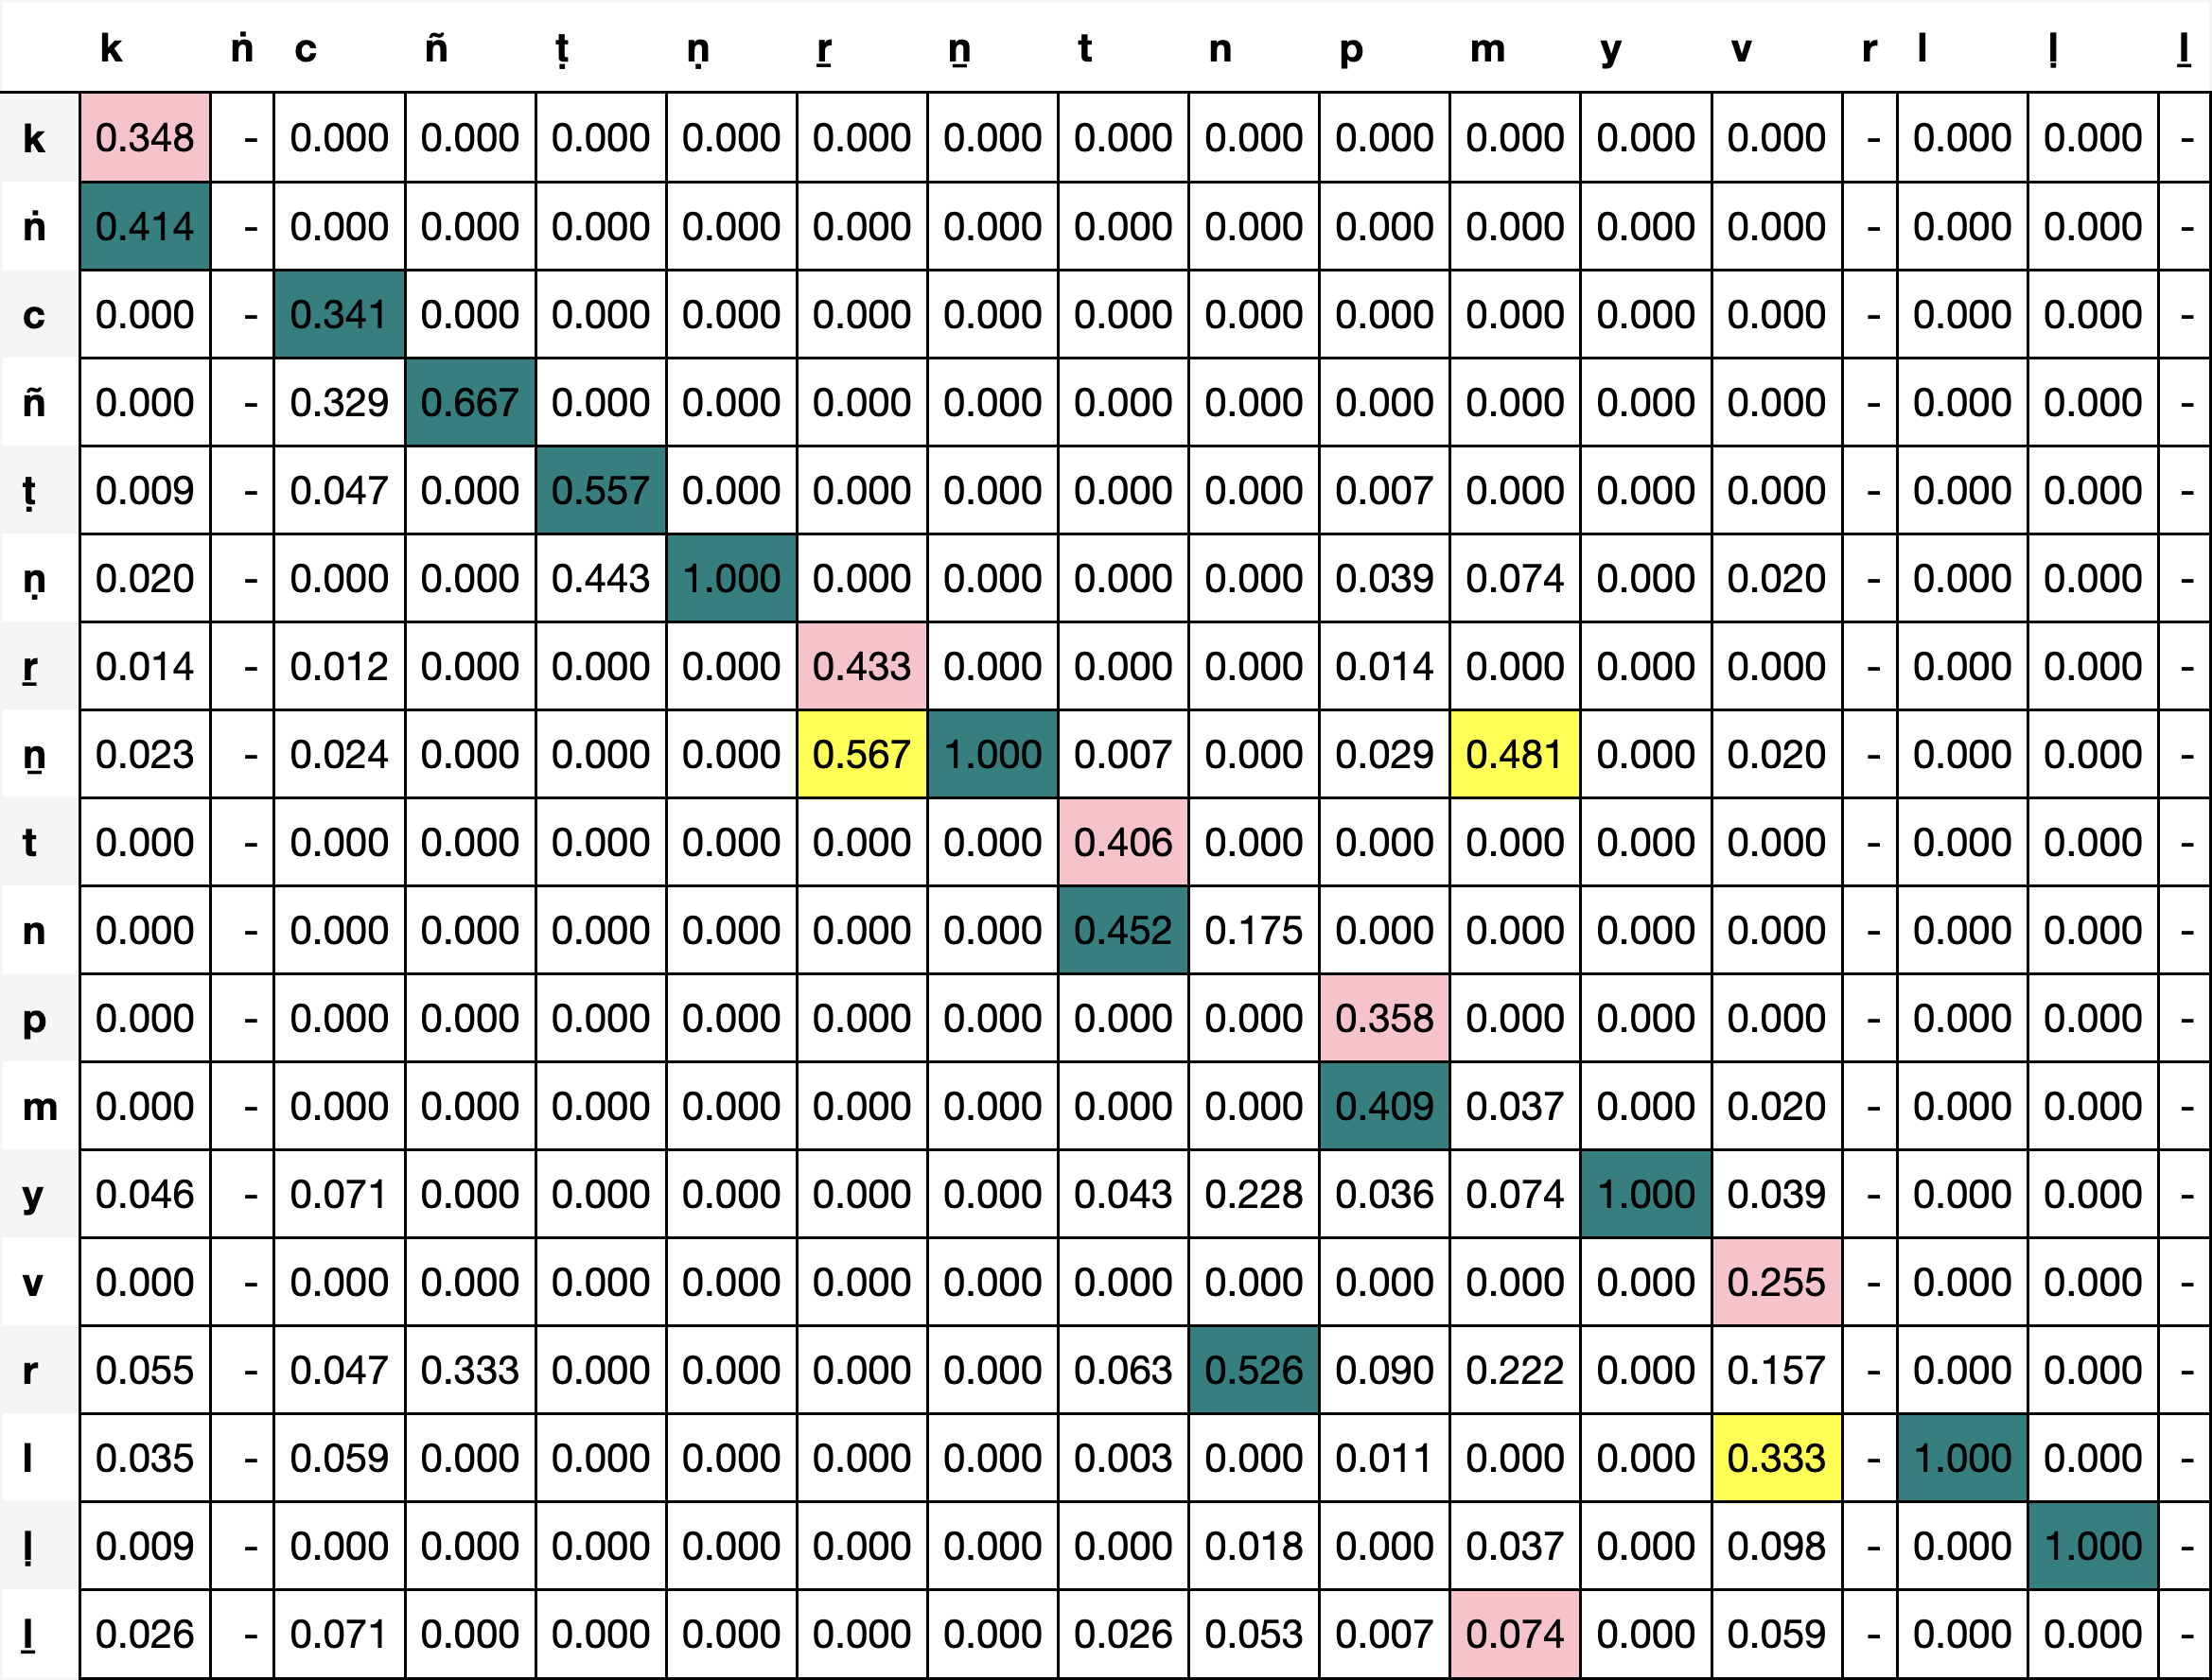 k ṅ c ñ ṭ ṇ ṟ ṉ t n p m y v r l ḷ ḻ
k 0.348 - 0.000 0.000 0.000 0.000 0.000 0.000 0.000 0.000 0.000 0.000 0.000 0.000 - 0.000 0.000 -
ṅ 0.414 - 0.000 0.000 0.000 0.000 0.000 0.000 0.000 0.000 0.000 0.000 0.000 0.000 - 0.000 0.000 -
c 0.000 - 0.341 0.000 0.000 0.000 0.000 0.000 0.000 0.000 0.000 0.000 0.000 0.000 - 0.000 0.000 -
ñ 0.000 - 0.329 0.667 0.000 0.000 0.000 0.000 0.000 0.000 0.000 0.000 0.000 0.000 - 0.000 0.000 -
ṭ 0.009 - 0.047 0.000 0.557 0.000 0.000 0.000 0.000 0.000 0.007 0.000 0.000 0.000 - 0.000 0.000 -
ṇ 0.020 - 0.000 0.000 0.443 1.000 0.000 0.000 0.000 0.000 0.039 0.074 0.000 0.020 - 0.000 0.000 -
ṟ 0.014 - 0.012 0.000 0.000 0.000 0.433 0.000 0.000 0.000 0.014 0.000 0.000 0.000 - 0.000 0.000 -
ṉ 0.023 - 0.024 0.000 0.000 0.000 0.567 1.000 0.007 0.000 0.029 0.481 0.000 0.020 - 0.000 0.000 -
t 0.000 - 0.000 0.000 0.000 0.000 0.000 0.000 0.406 0.000 0.000 0.000 0.000 0.000 - 0.000 0.000 -
n 0.000 - 0.000 0.000 0.000 0.000 0.000 0.000 0.452 0.175 0.000 0.000 0.000 0.000 - 0.000 0.000 -
p 0.000 - 0.000 0.000 0.000 0.000 0.000 0.000 0.000 0.000 0.358 0.000 0.000 0.000 - 0.000 0.000 -
m 0.000 - 0.000 0.000 0.000 0.000 0.000 0.000 0.000 0.000 0.409 0.037 0.000 0.020 - 0.000 0.000 -
y 0.046 - 0.071 0.000 0.000 0.000 0.000 0.000 0.043 0.228 0.036 0.074 1.000 0.039 - 0.000 0.000 -
v 0.000 - 0.000 0.000 0.000 0.000 0.000 0.000 0.000 0.000 0.000 0.000 0.000 0.255 - 0.000 0.000 -
r 0.055 - 0.047 0.333 0.000 0.000 0.000 0.000 0.063 0.526 0.090 0.222 0.000 0.157 - 0.000 0.000 -
l 0.035 - 0.059 0.000 0.000 0.000 0.000 0.000 0.003 0.000 0.011 0.000 0.000 0.333 - 1.000 0.000 -
ḷ 0.009 - 0.000 0.000 0.000 0.000 0.000 0.000 0.000 0.018 0.000 0.037 0.000 0.098 - 0.000 1.000 -
ḻ 0.026 - 0.071 0.000 0.000 0.000 0.000 0.000 0.026 0.053 0.007 0.074 0.000 0.059 - 0.000 0.000 -